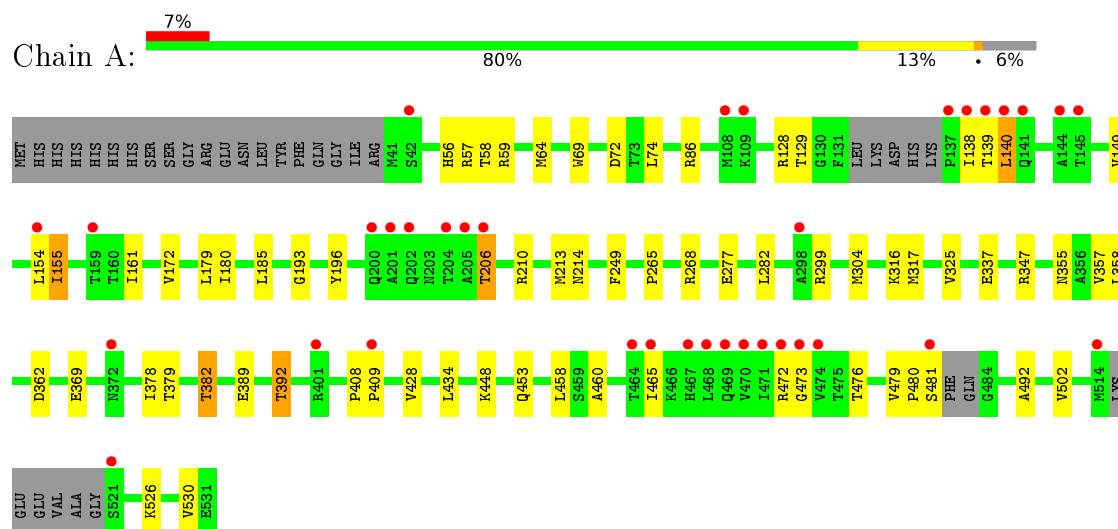 7%
Chain A:
80% 13% • 6%
MET HIS HIS HIS HIS HIS HIS SER SER GLY ARG GLU ASN LEU TYR PHE GLN GLY ILE ARG M41 S42 H56 R57 T58 R59 M64 W69 D72 T73 L74 R86 M108 K109 R128 T129 G130 F131 LEU LYS ASP HIS LYS P137 I138 T139 L140 Q141 A144 T145 V149
L154 I155 T159 T160 I161 V172 L179 I180 L185 G193 Y196 Q200 A201 Q202 N203 T204 A205 T206 R210 M213 N214 F249 P265 R268 E277 L282 A298 R299 M304 K316 M317 V325 E337 R347 N355 A356 V357 L358
D362 E369 N372 I378 T379 T382 E389 T392 R401 P408 P409 V428 L434 K448 Q453 L458 S459 A460 T464 I465 K466 H467 L468 Q469 V470 I471 R472 G473 V474 T475 T476 V479 P480 S481 PHE GLN G484 A492 V502 M514 LYS
GLU GLU VAL ALA GLY S521 K526 V530 E531